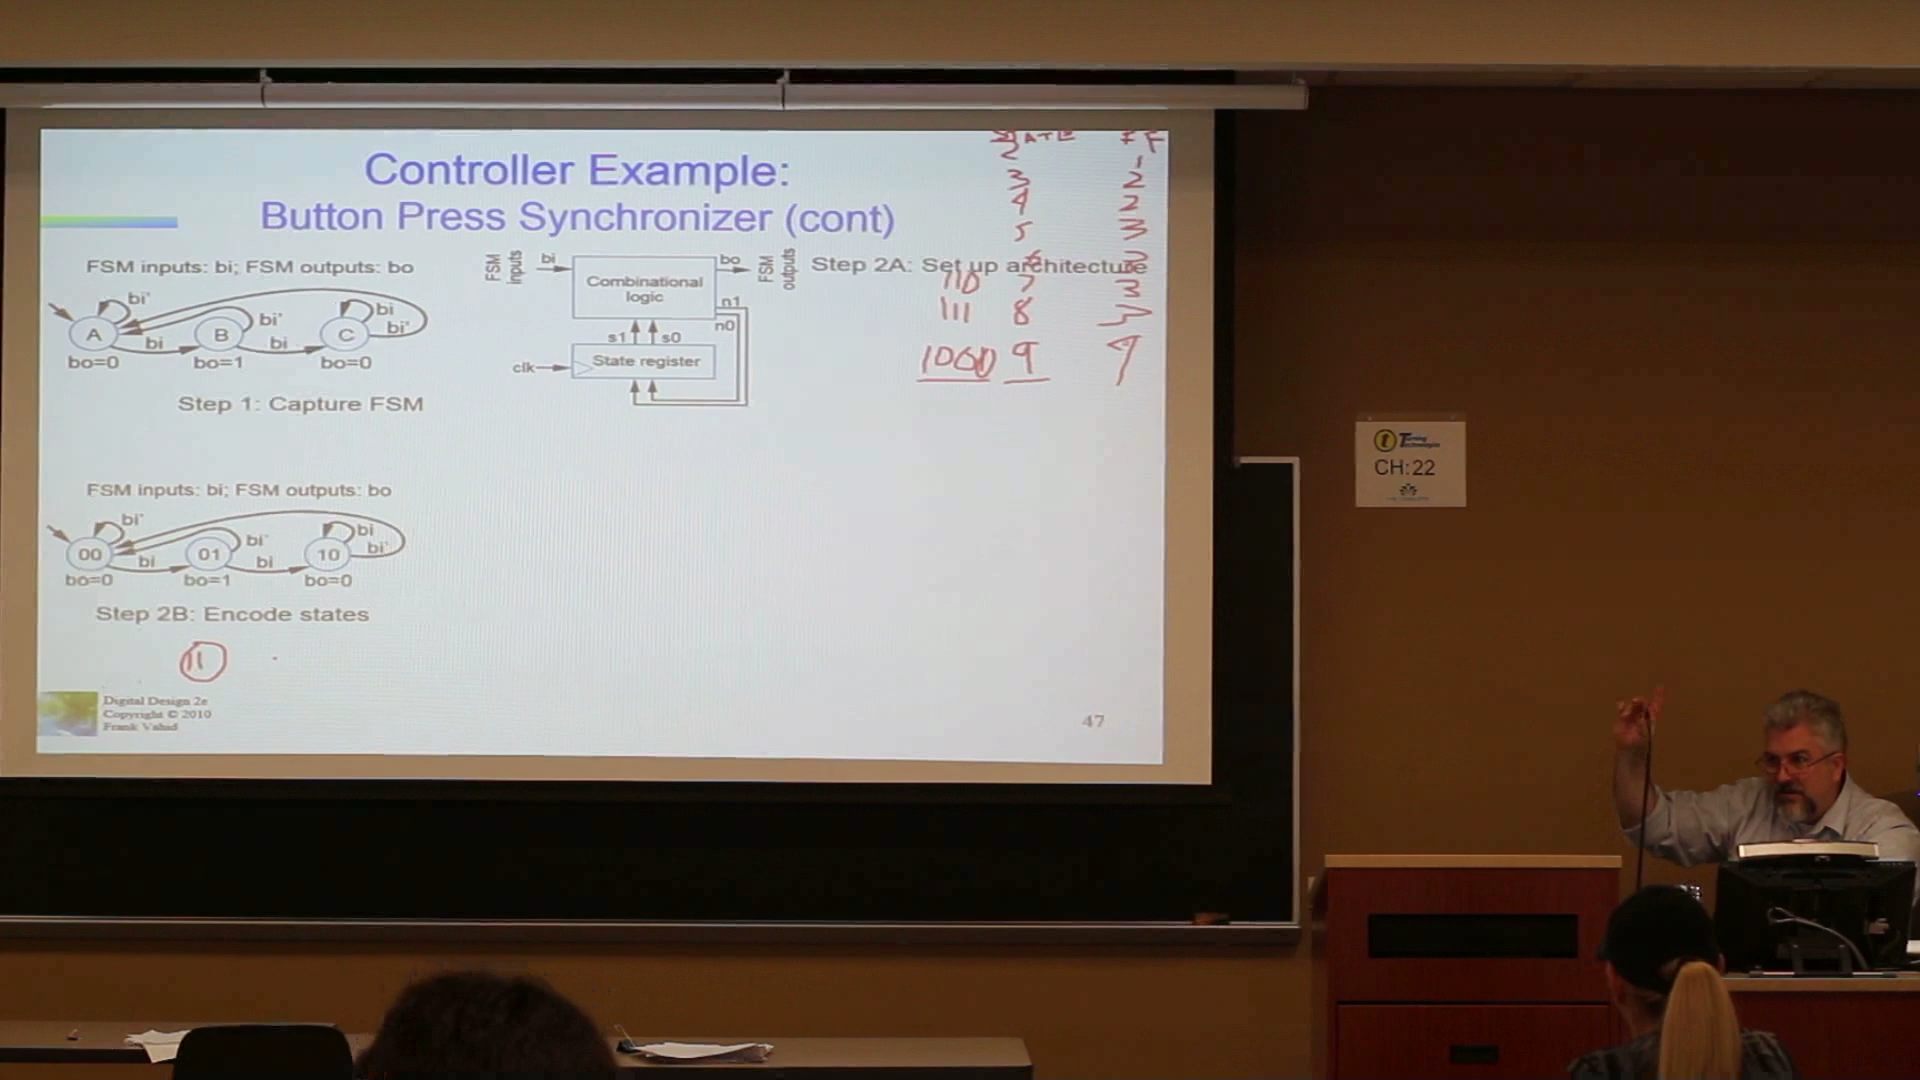 Controller Example:
Button Press Synchronizer (cont)
STATE FF
2 1
3 2
4 2
5 3
6 3
110 7 3
111 8 3
1000 9 4
FSM inputs: bi; FSM outputs: bo
bi'
bi'
bi
bi'
A
B
C
bi
bi
bo=0
bo=1
bo=0
Step 1: Capture FSM
FSM inputs
bi
Combinational logic
bo
FSM outputs
n1
n0
s1
s0
clk
State register
Step 2A: Set up architecture
FSM inputs: bi; FSM outputs: bo
bi'
bi'
bi
bi'
00
01
10
bi
bi
bo=0
bo=1
bo=0
Step 2B: Encode states
11
Digital Design 2e
Copyright © 2010
Frank Vahid
47
t Turning
Technologies
CH:22